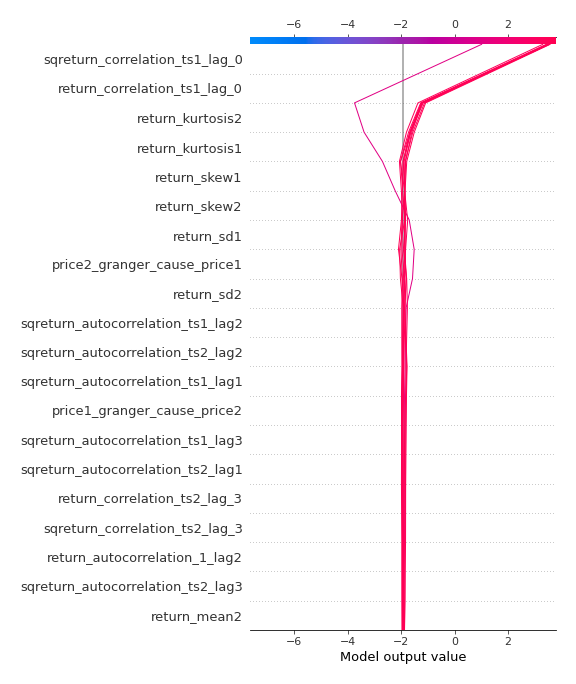 −6 −4 −2 0 2
sqreturn_correlation_ts1_lag_0
return_correlation_ts1_lag_0
return_kurtosis2
return_kurtosis1
return_skew1
return_skew2
return_sd1
price2_granger_cause_price1
return_sd2
sqreturn_autocorrelation_ts1_lag2
sqreturn_autocorrelation_ts2_lag2
sqreturn_autocorrelation_ts1_lag1
price1_granger_cause_price2
sqreturn_autocorrelation_ts1_lag3
sqreturn_autocorrelation_ts2_lag1
return_correlation_ts2_lag_3
sqreturn_correlation_ts2_lag_3
return_autocorrelation_1_lag2
sqreturn_autocorrelation_ts2_lag3
return_mean2
−6 −4 −2 0 2
Model output value